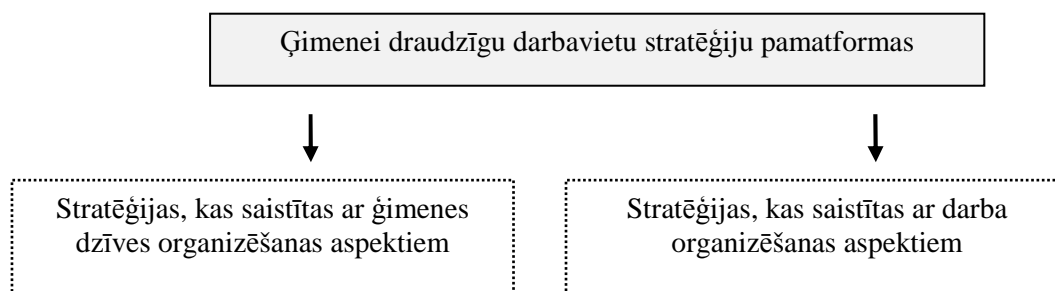 Ģimenei draudzīgu darbavietu stratēģiju pamatformas
Stratēģijas, kas saistītas ar ģimenes
dzīves organizēšanas aspektiem
Stratēģijas, kas saistītas ar darba
organizēšanas aspektiem